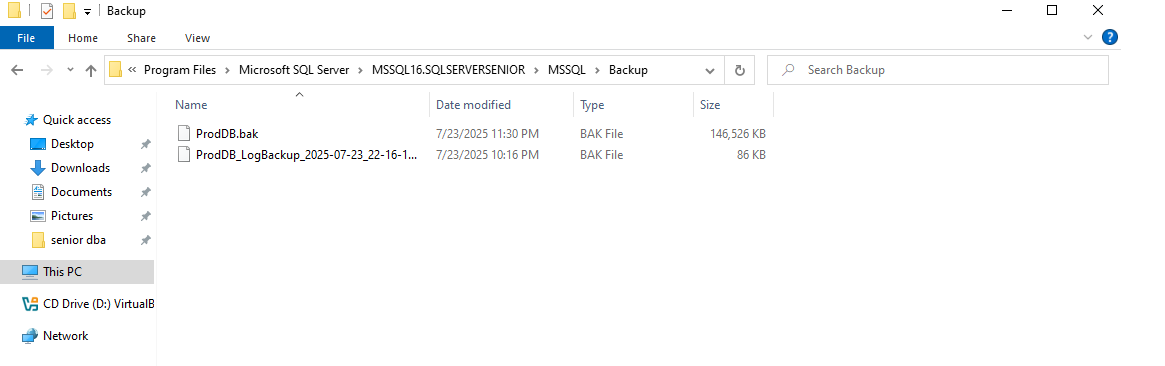 Backup
File Home Share View
Program Files Microsoft SQL Server MSSQL16.SQLSERVERSENIOR MSSQL Backup Search Backup
Name Date modified Type Size
Quick access
ProdDB.bak 7/23/2025 11:30 PM BAK File 146,526 KB
Desktop
ProdDB_LogBackup_2025-07-23_22-16-1... 7/23/2025 10:16 PM BAK File 86 KB
Downloads
Documents
Pictures
senior dba
This PC
CD Drive (D:) VirtualB
Network